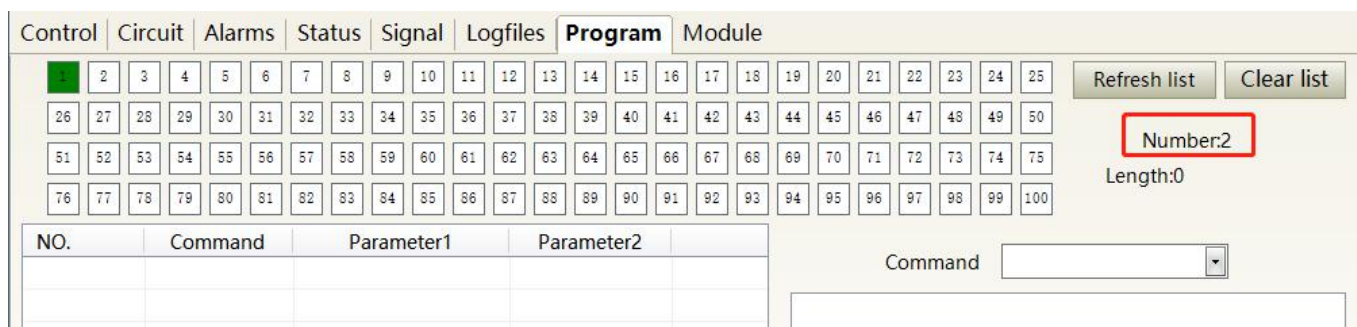 Control Circuit Alarms Status Signal Logfiles Program Module
1 2 3 4 5 6 7 8 9 10 11 12 13 14 15 16 17 18 19 20 21 22 23 24 25 Refresh list Clear list
26 27 28 29 30 31 32 33 34 35 36 37 38 39 40 41 42 43 44 45 46 47 48 49 50
Number:2
51 52 53 54 55 56 57 58 59 60 61 62 63 64 65 66 67 68 69 70 71 72 73 74 75
Length:0
76 77 78 79 80 81 82 83 84 85 86 87 88 89 90 91 92 93 94 95 96 97 98 99 100
NO. Command Parameter1 Parameter2
Command